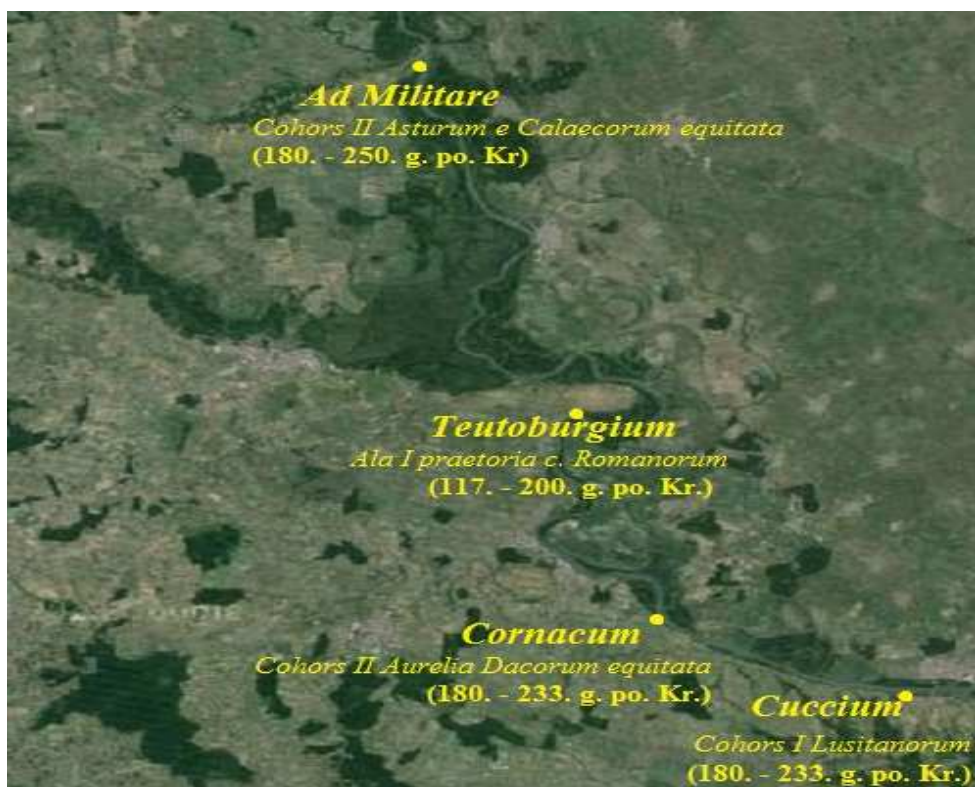 Ad Militare
Cohors II Asturum e Calaecorum equitata
(180. - 250. g. po. Kr)
Teutoburgium
Ala I praetoria c. Romanorum
(117. - 200. g. po. Kr.)
Cornacum
Cohors II Aurelia Dacorum equitata
(180. - 233. g. po. Kr.)
Cuccium
Cohors I Lusitanorum
(180. - 233. g. po. Kr.)